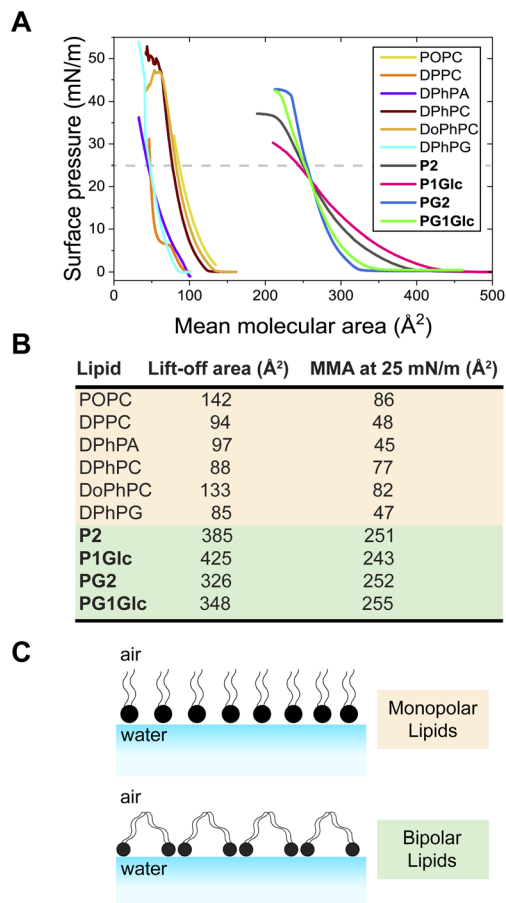 A
Surface pressure (mN/m)
50
40
30
20
10
0
0 100 200 300 400 500
Mean molecular area (Å²)
POPC
DPPC
DPhPA
DPhPC
DoPhPC
DPhPG
P2
P1Glc
PG2
PG1Glc
B
Lipid Lift-off area (Å²) MMA at 25 mN/m (Å²)
POPC 142 86
DPPC 94 48
DPhPA 97 45
DPhPC 88 77
DoPhPC 133 82
DPhPG 85 47
P2 385 251
P1Glc 425 243
PG2 326 252
PG1Glc 348 255
C
air
water
Monopolar
Lipids
air
water
Bipolar
Lipids